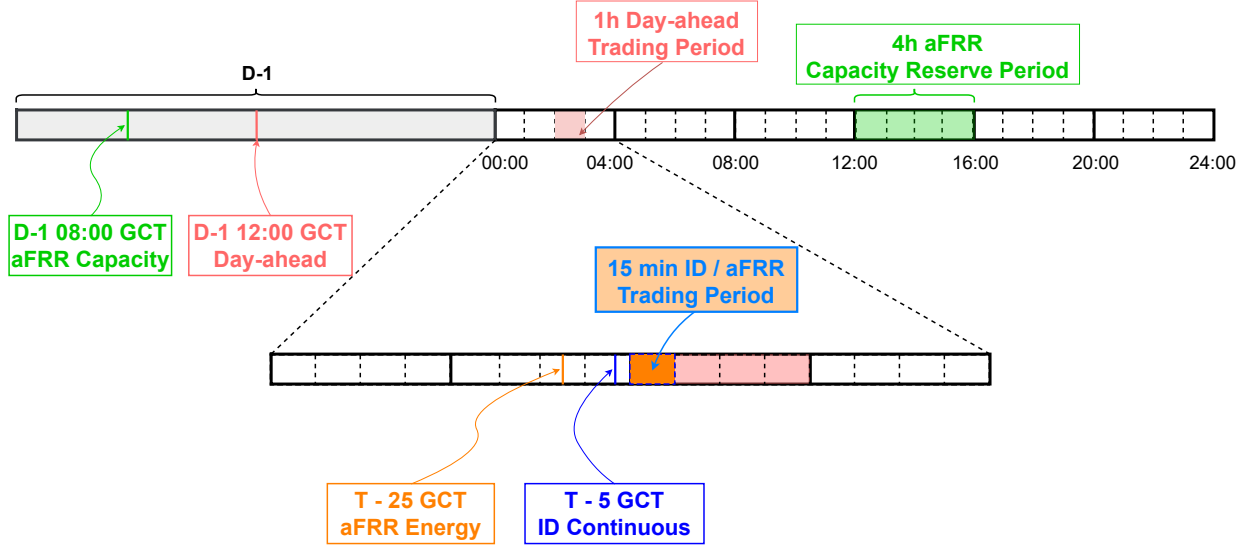 1h Day-ahead
Trading Period
4h aFRR
Capacity Reserve Period
D-1
00:00
04:00
08:00
12:00
16:00
20:00
24:00
D-1 08:00 GCT
aFRR Capacity
D-1 12:00 GCT
Day-ahead
15 min ID / aFRR
Trading Period
T - 25 GCT
aFRR Energy
T - 5 GCT
ID Continuous